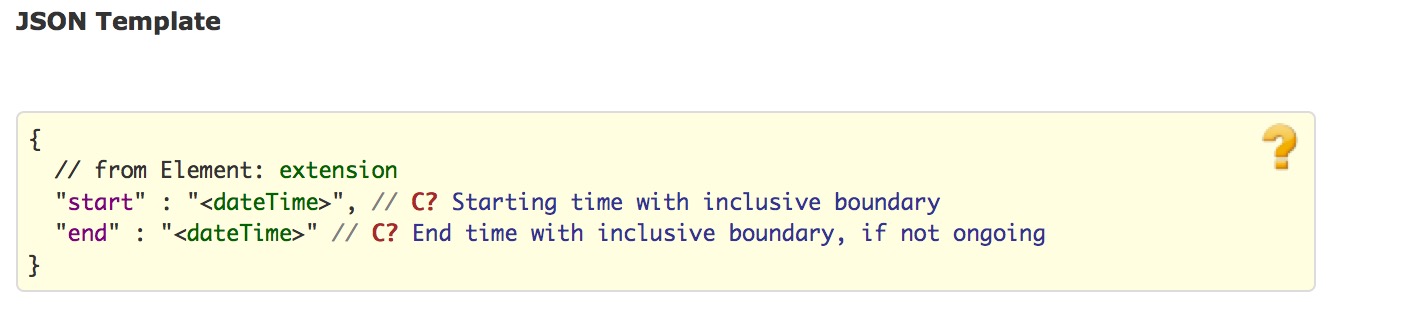 JSON Template
{
// from Element: extension
"start" : "<dateTime>", // C? Starting time with inclusive boundary
"end" : "<dateTime>" // C? End time with inclusive boundary, if not ongoing
}
?